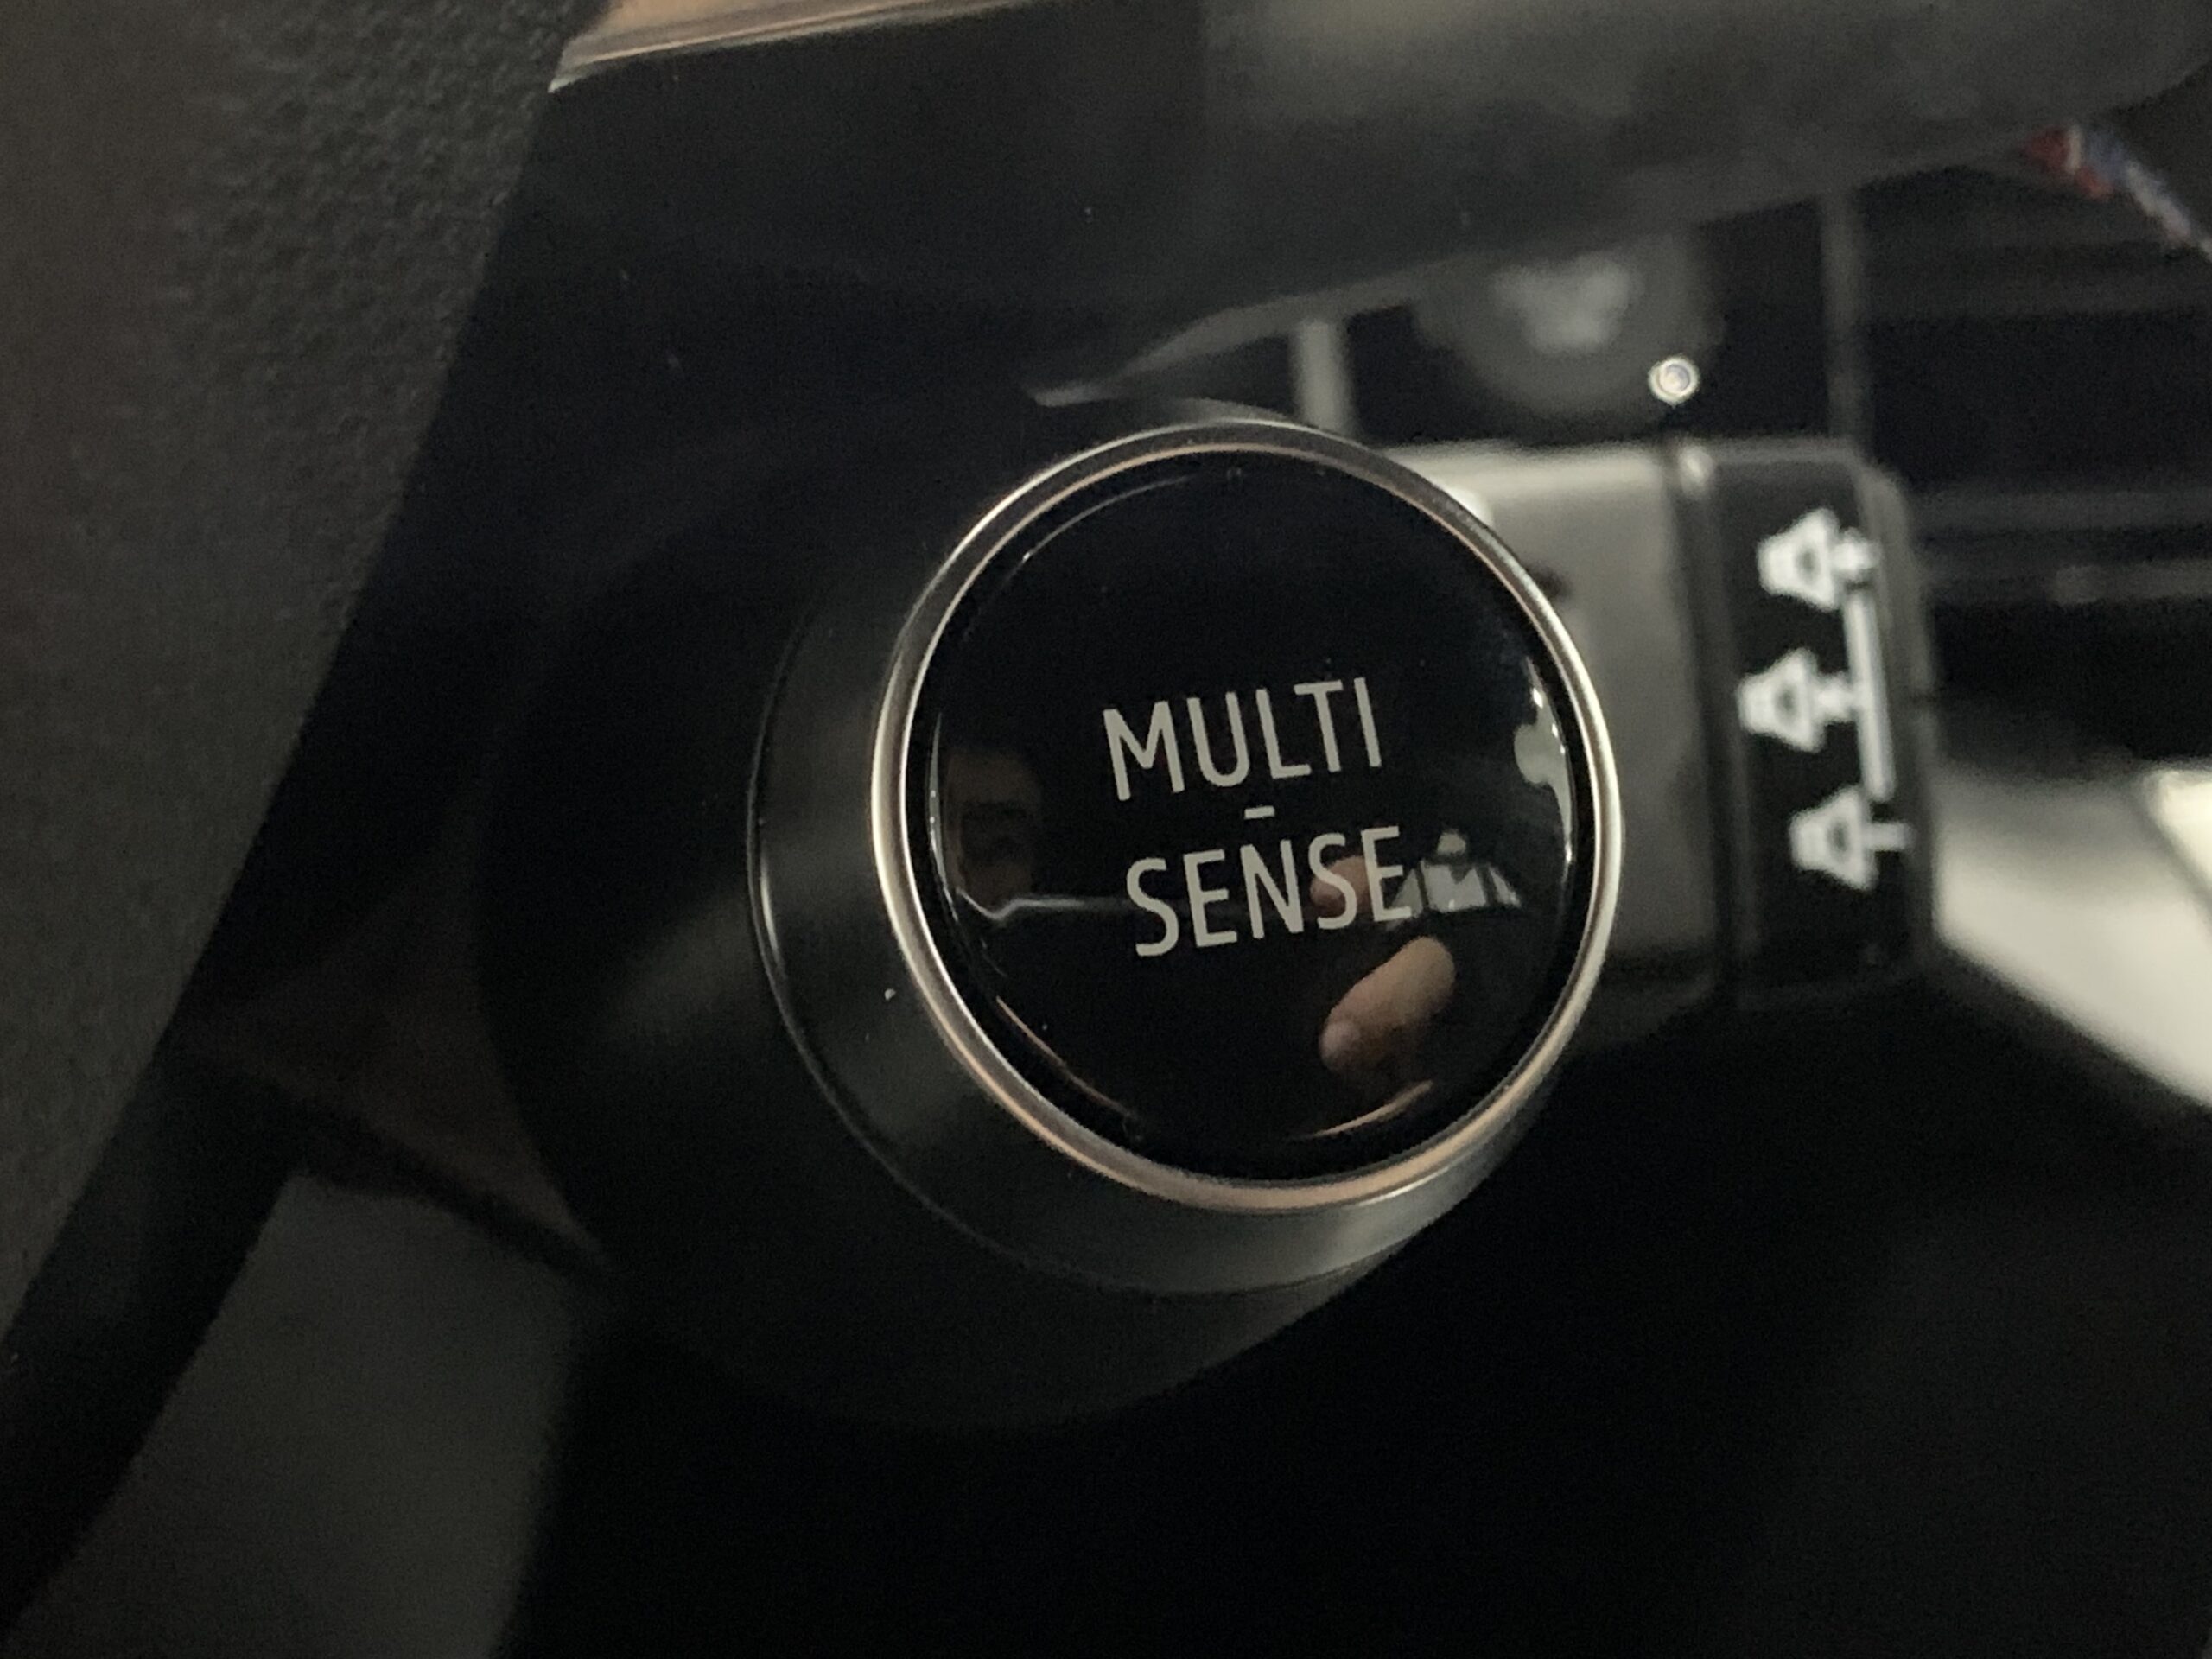 MULTI
-
SENSE